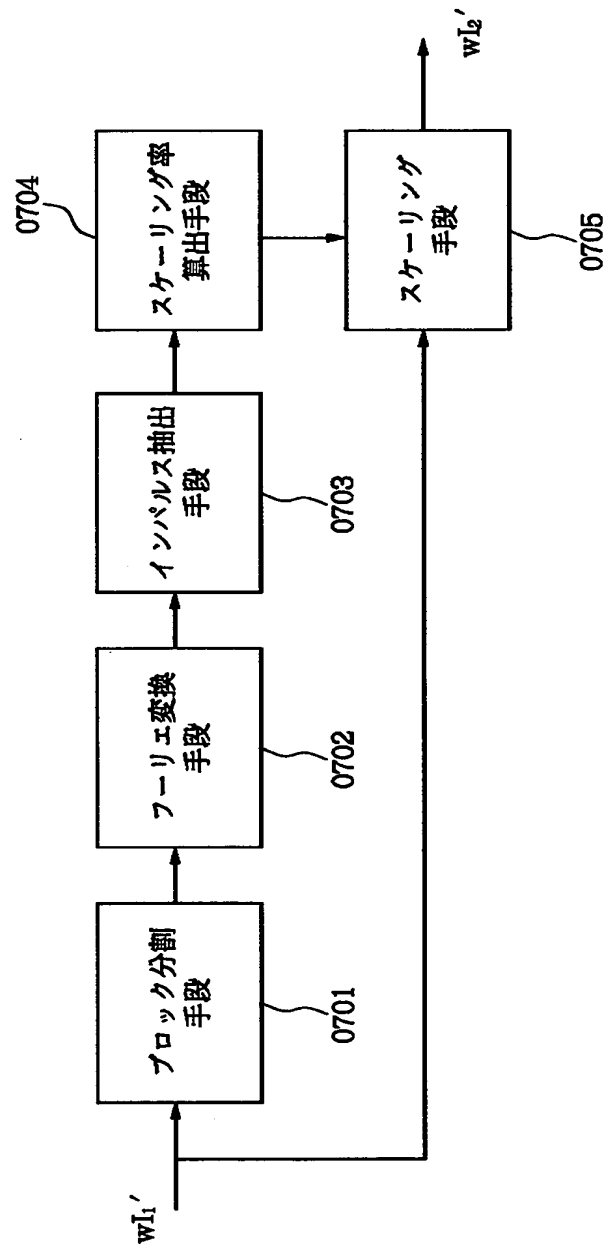 wI₁′
ブロック分割
手段
0701
フーリェ変換
手段
0702
インパルス抽出
手段
0703
スケーリング率
算出手段
0704
スケーリング
手段
0705
wI₂′